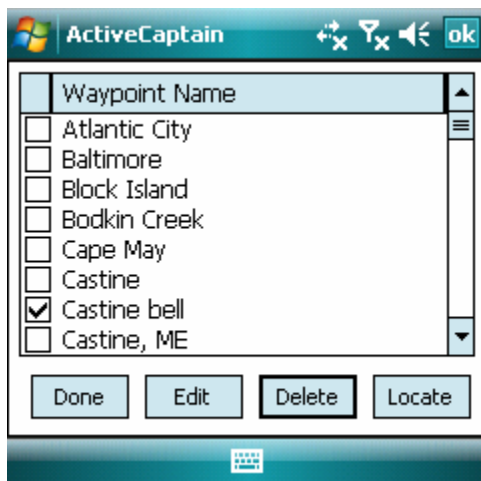 ActiveCaptain ok
Waypoint Name
Atlantic City
Baltimore
Block Island
Bodkin Creek
Cape May
Castine
Castine bell
Castine, ME
Done Edit Delete Locate